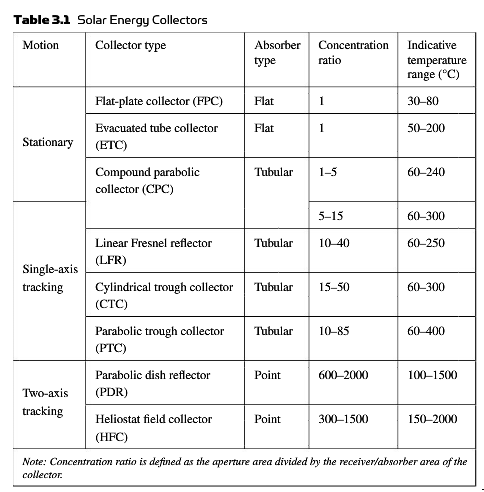 Table 3.1 Solar Energy Collectors
Motion Collector type Absorber type Concentration ratio Indicative temperature range (°C)
Stationary
Flat-plate collector (FPC) Flat 1 30–80
Evacuated tube collector (ETC) Flat 1 50–200
Compound parabolic collector (CPC) Tubular 1–5 60–240
Single-axis tracking
5–15 60–300
Linear Fresnel reflector (LFR) Tubular 10–40 60–250
Cylindrical trough collector (CTC) Tubular 15–50 60–300
Parabolic trough collector (PTC) Tubular 10–85 60–400
Two-axis tracking
Parabolic dish reflector (PDR) Point 600–2000 100–1500
Heliostat field collector (HFC) Point 300–1500 150–2000
Note: Concentration ratio is defined as the aperture area divided by the receiver/absorber area of the
collector.